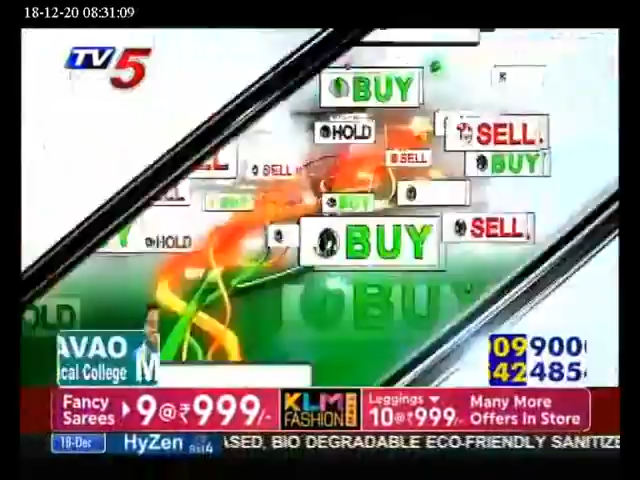 18-12-20 08:31:09
TV5
BUY
HOLD
SELL
SELL
BUY
SELL
BUY
SELL
HOLD
BUY
BUY
OLD
AVAO
cal College M
09900
42485
Fancy Sarees 9@₹999/-
KLM FASHION
Leggings 10@₹999/-
Many More Offers In Store
18-Dec HyZen ASED, BIO DEGRADABLE ECO-FRIENDLY SANITIZE